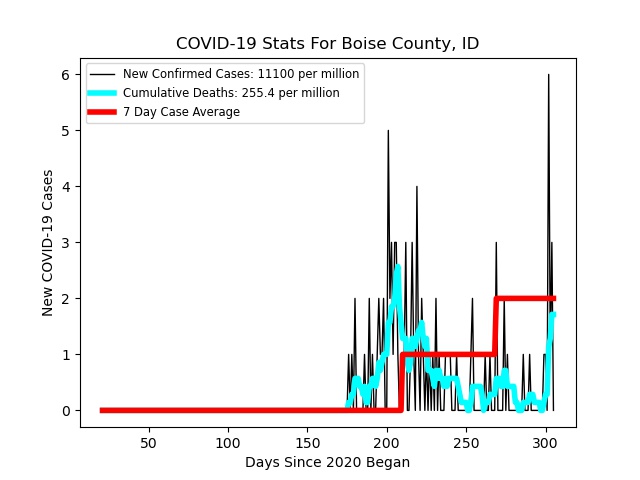 COVID-19 Stats For Boise County, ID
New Confirmed Cases: 11100 per million
Cumulative Deaths: 255.4 per million
7 Day Case Average
New COVID-19 Cases
6
5
4
3
2
1
0
50 100 150 200 250 300
Days Since 2020 Began